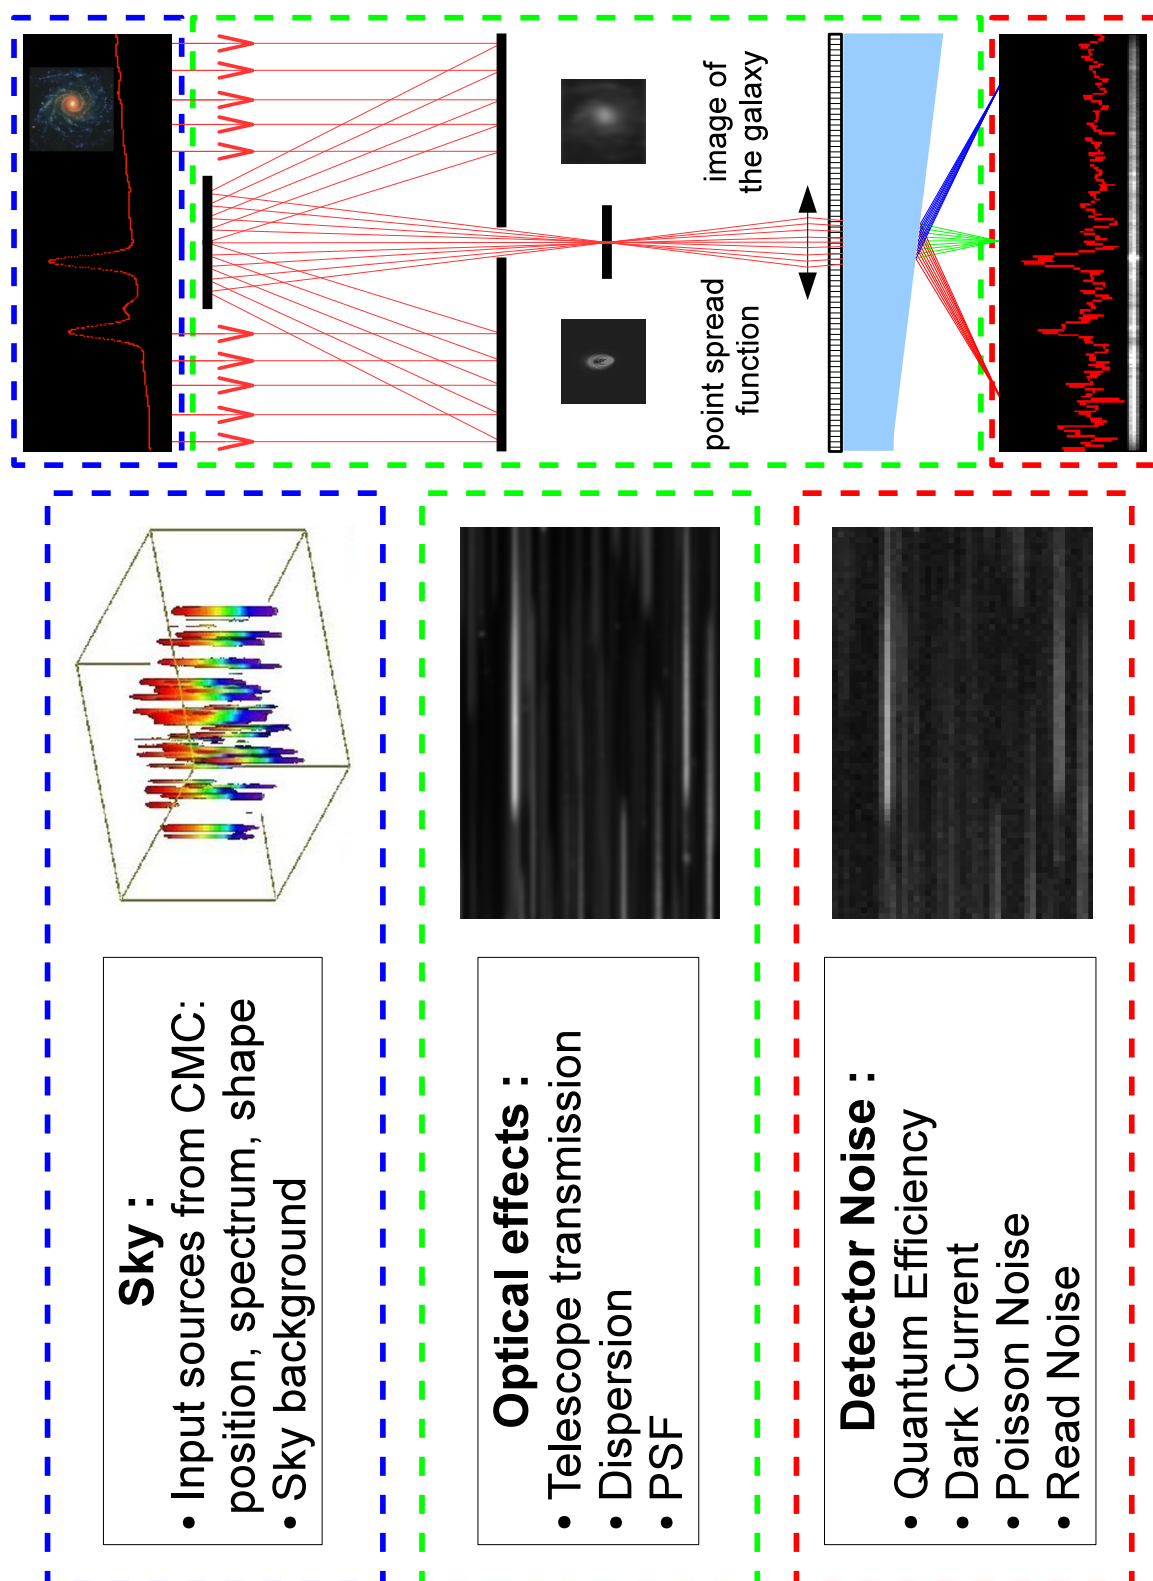 Sky :
• Input sources from CMC:
position, spectrum, shape
• Sky background
Optical effects :
• Telescope transmission
• Dispersion
• PSF
Detector Noise :
• Quantum Efficiency
• Dark Current
• Poisson Noise
• Read Noise
point spread
function
image of
the galaxy